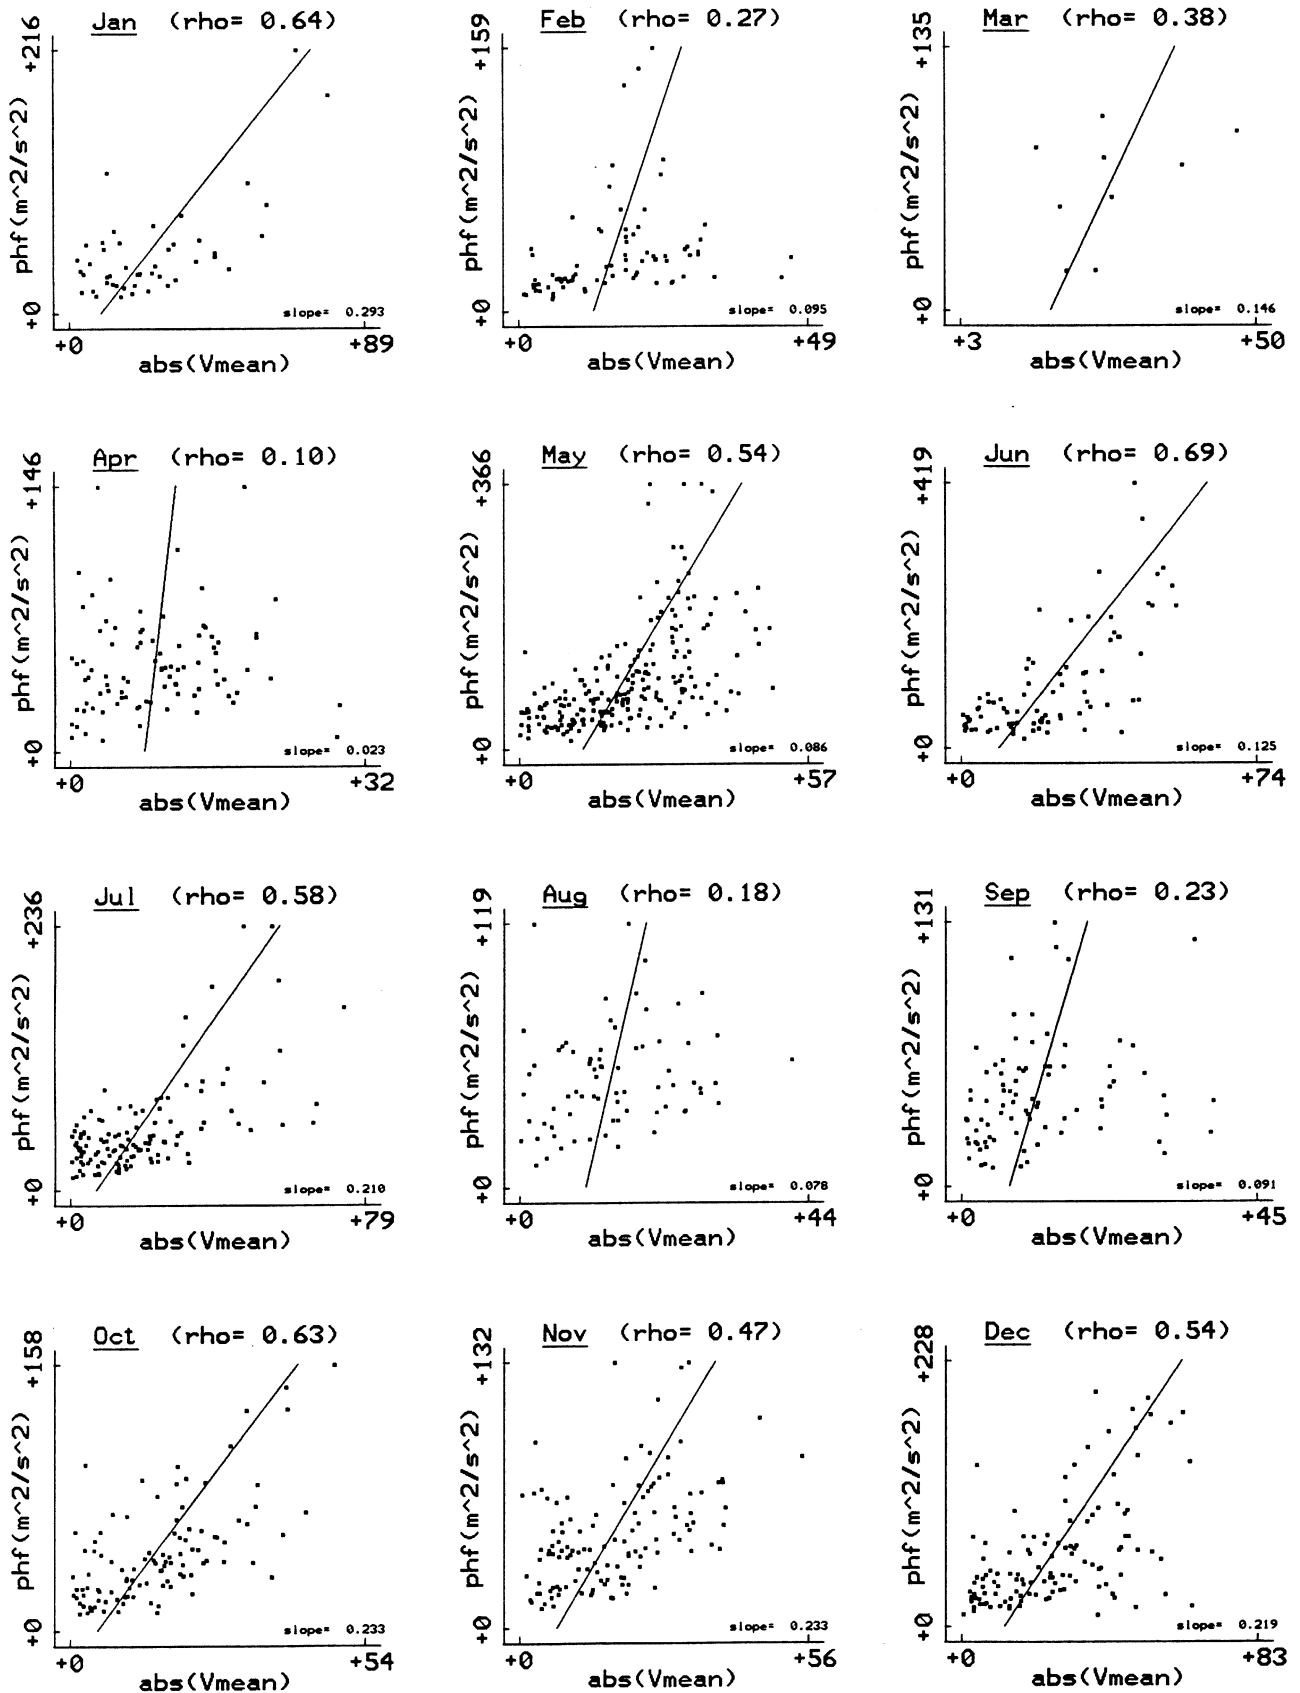 Jan (rho= 0.64)
+216
phf(m^2/s^2)
+0
slope= 0.293
+0 +89
abs(Vmean)
Feb (rho= 0.27)
+159
phf(m^2/s^2)
+0
slope= 0.095
+0 +49
abs(Vmean)
Mar (rho= 0.38)
+135
phf(m^2/s^2)
+0
slope= 0.146
+3 +50
abs(Vmean)
Apr (rho= 0.10)
+146
phf(m^2/s^2)
+0
slope= 0.023
+0 +32
abs(Vmean)
May (rho= 0.54)
+366
phf(m^2/s^2)
+0
slope= 0.086
+0 +57
abs(Vmean)
Jun (rho= 0.69)
+419
phf(m^2/s^2)
+0
slope= 0.125
+0 +74
abs(Vmean)
Jul (rho= 0.58)
+236
phf(m^2/s^2)
+0
slope= 0.210
+0 +79
abs(Vmean)
Aug (rho= 0.18)
+119
phf(m^2/s^2)
+0
slope= 0.078
+0 +44
abs(Vmean)
Sep (rho= 0.23)
+131
phf(m^2/s^2)
+0
slope= 0.091
+0 +45
abs(Vmean)
Oct (rho= 0.63)
+158
phf(m^2/s^2)
+0
slope= 0.233
+0 +54
abs(Vmean)
Nov (rho= 0.47)
+132
phf(m^2/s^2)
+0
slope= 0.233
+0 +56
abs(Vmean)
Dec (rho= 0.54)
+228
phf(m^2/s^2)
+0
slope= 0.219
+0 +83
abs(Vmean)